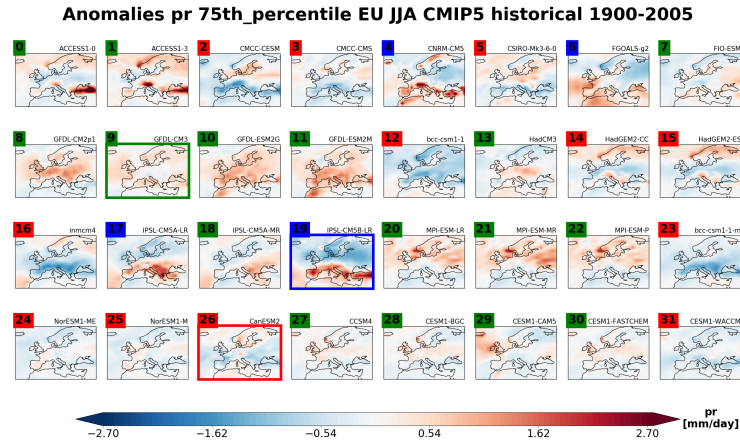 Anomalies pr 75th_percentile EU JJA CMIP5 historical 1900-2005
0 ACCESS1-0
1 ACCESS1-3
2 CMCC-CESM
3 CMCC-CMS
4 CNRM-CM5
5 CSIRO-Mk3-6-0
6 FGOALS-g2
7 FIO-ESM
8 GFDL-CM2p1
9 GFDL-CM3
10 GFDL-ESM2G
11 GFDL-ESM2M
12 bcc-csm1-1
13 HadCM3
14 HadGEM2-CC
15 HadGEM2-ES
16 inmcm4
17 IPSL-CM5A-LR
18 IPSL-CM5A-MR
19 IPSL-CM5B-LR
20 MPI-ESM-LR
21 MPI-ESM-MR
22 MPI-ESM-P
23 bcc-csm1-1-m
24 NorESM1-ME
25 NorESM1-M
26 CanESM2
27 CCSM4
28 CESM1-BGC
29 CESM1-CAM5
30 CESM1-FASTCHEM
31 CESM1-WACCM
−2.70 −1.62 −0.54 0.54 1.62 2.70
pr
[mm/day]